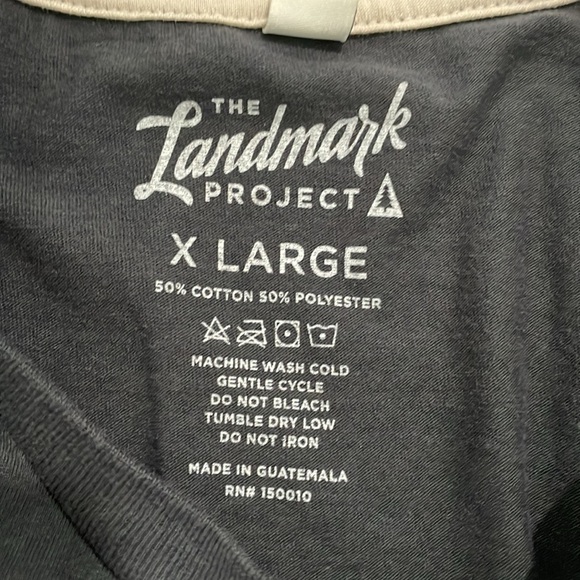 THE
Landmark
PROJECT
X LARGE
50% COTTON 50% POLYESTER
MACHINE WASH COLD
GENTLE CYCLE
DO NOT BLEACH
TUMBLE DRY LOW
DO NOT IRON
MADE IN GUATEMALA
RN# 150010